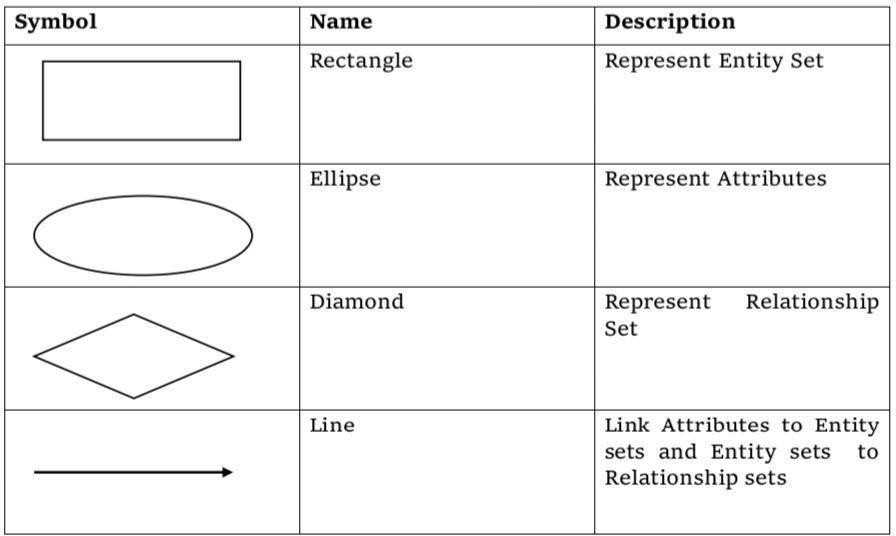 Symbol Name Description
Rectangle Represent Entity Set
Ellipse Represent Attributes
Diamond Represent Relationship
Set
Line Link Attributes to Entity
sets and Entity sets to
Relationship sets